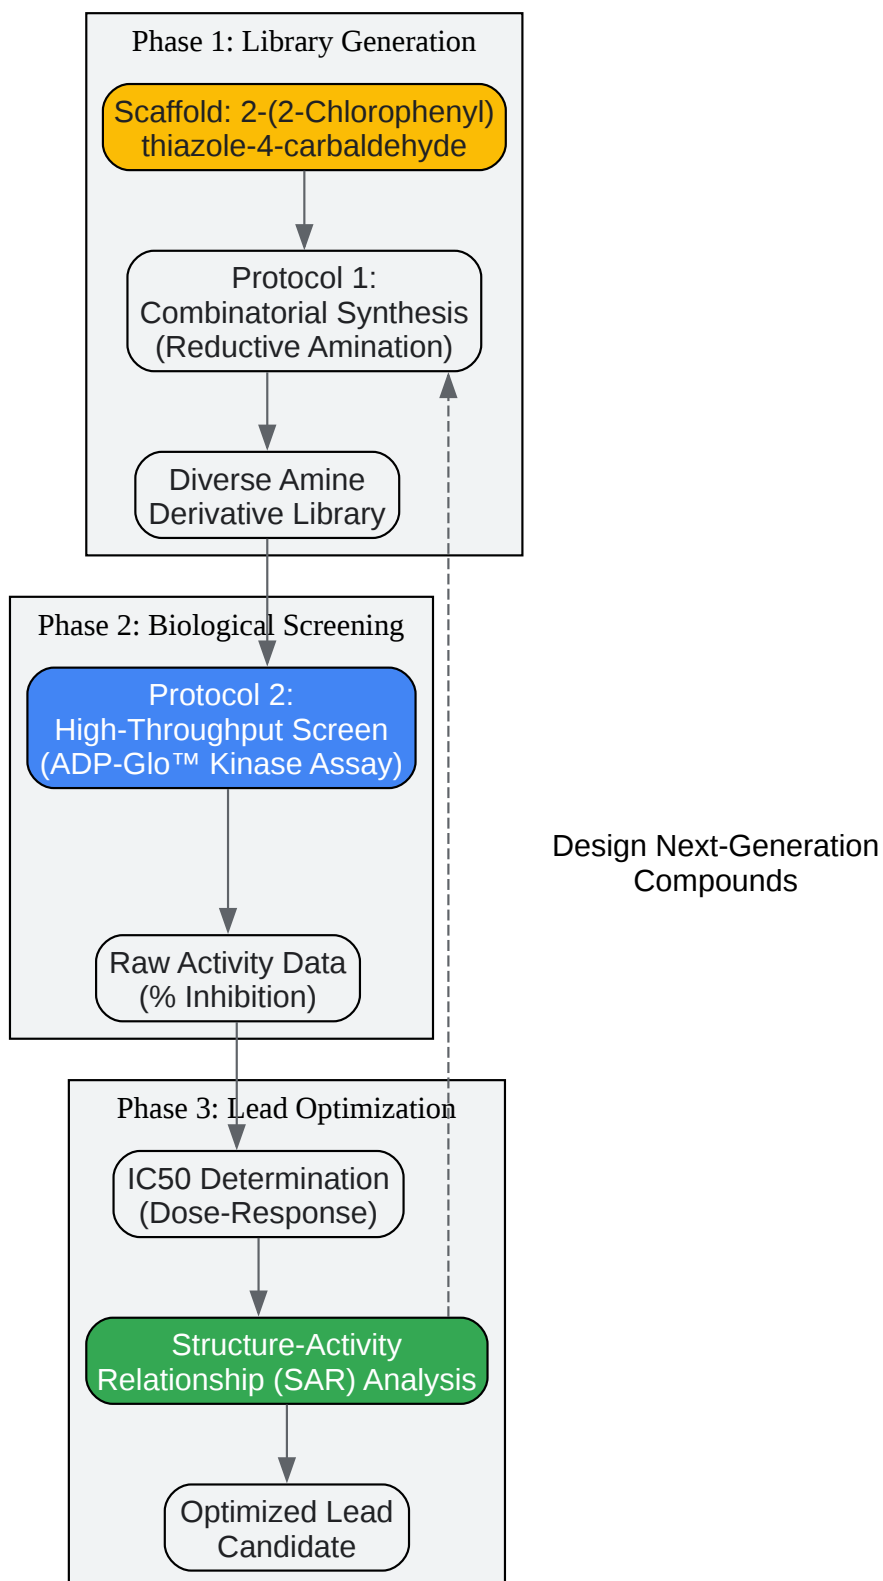 Phase 1: Library Generation
Scaffold: 2-(2-Chlorophenyl)
thiazole-4-carbaldehyde
Protocol 1:
Combinatorial Synthesis
(Reductive Amination)
Diverse Amine
Derivative Library
Phase 2: Biological Screening
Protocol 2:
High-Throughput Screen
(ADP-Glo™ Kinase Assay)
Design Next-Generation
Compounds
Raw Activity Data
(% Inhibition)
Phase 3: Lead Optimization
IC50 Determination
(Dose-Response)
Structure-Activity
Relationship (SAR) Analysis
Optimized Lead
Candidate